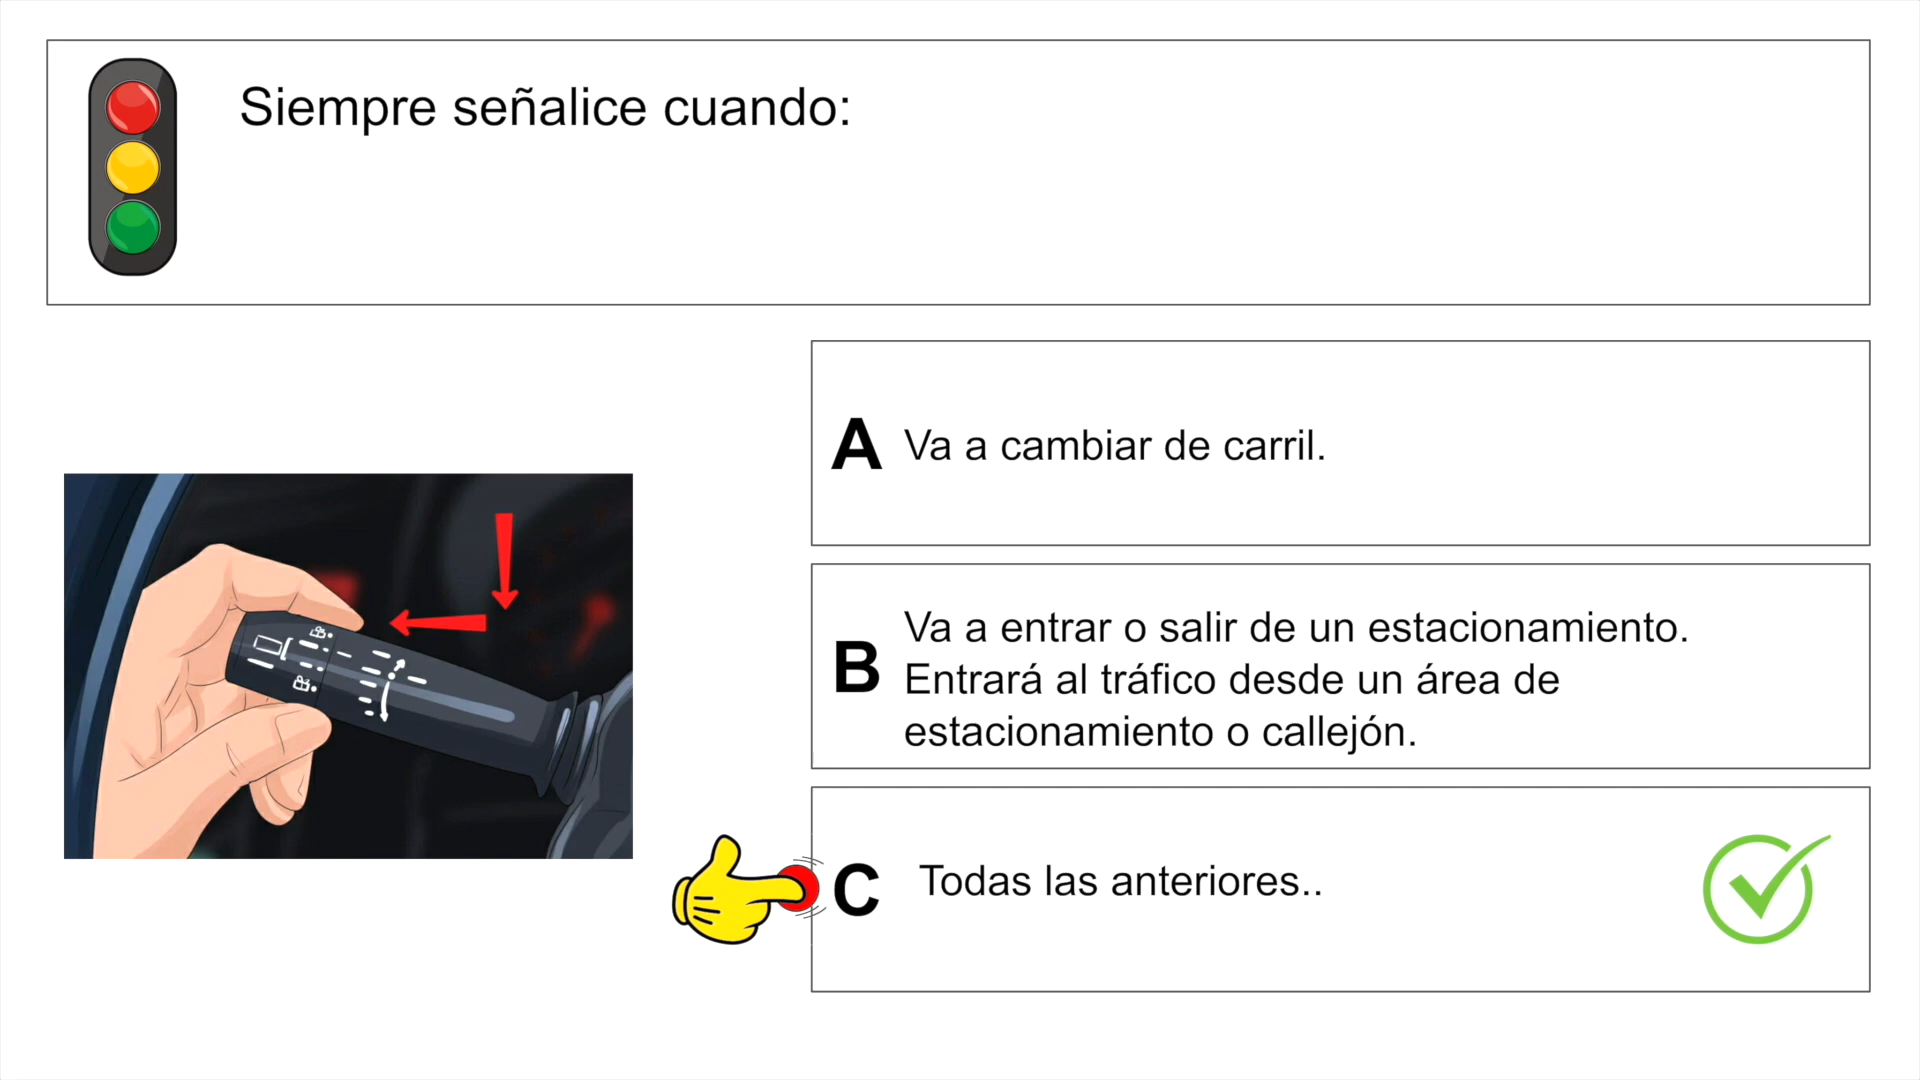 Siempre señalice cuando:
A Va a cambiar de carril.
B Va a entrar o salir de un estacionamiento.
Entrará al tráfico desde un área de
estacionamiento o callejón.
C Todas las anteriores..